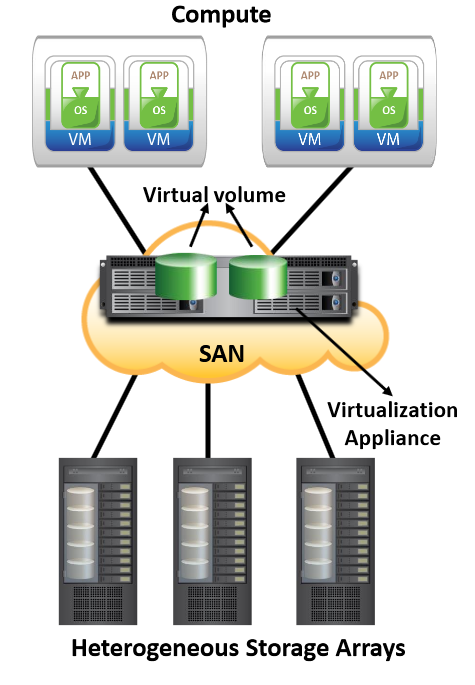 Compute
APP APP APP APP
OS OS OS OS
VM VM VM VM
Virtual volume
SAN
Virtualization
Appliance
Heterogeneous Storage Arrays